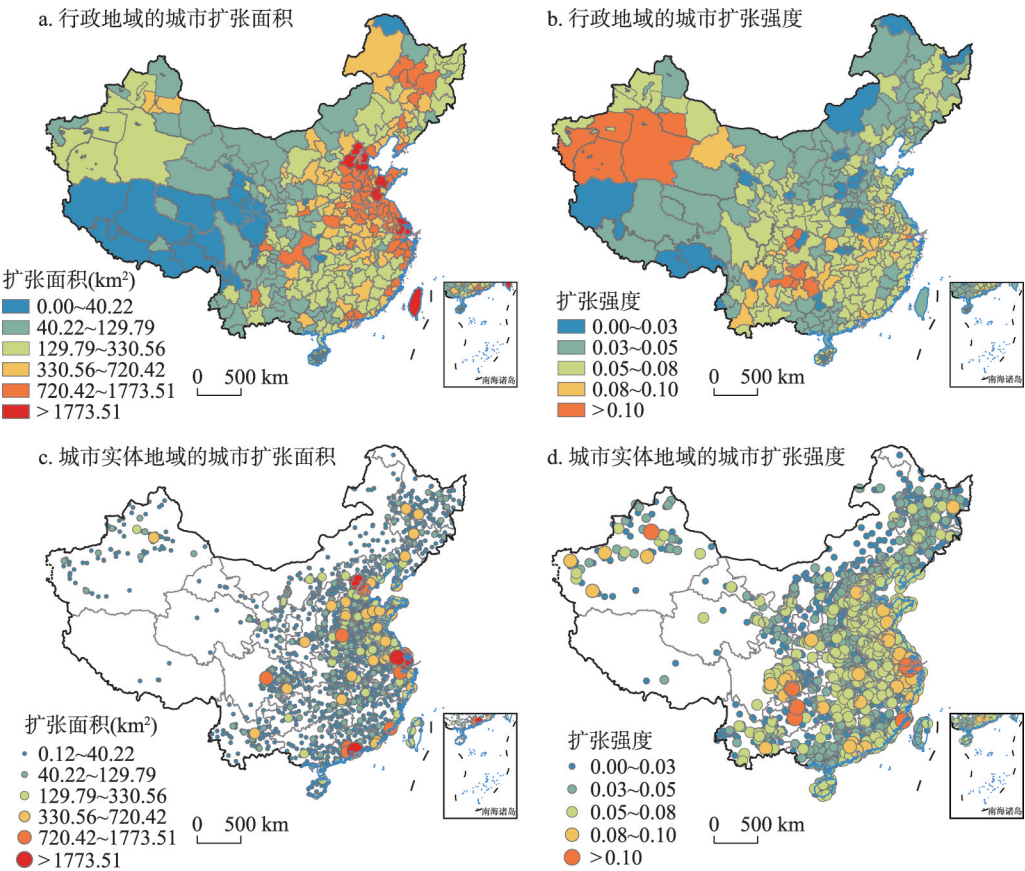 a. 行政地域的城市扩张面积
扩张面积(km²)
0.00~40.22
40.22~129.79
129.79~330.56
330.56~720.42
720.42~1773.51
>1773.51
0 500 km
南海诸岛
b. 行政地域的城市扩张强度
扩张强度
0.00~0.03
0.03~0.05
0.05~0.08
0.08~0.10
>0.10
0 500 km
南海诸岛
c. 城市实体地域的城市扩张面积
扩张面积(km²)
0.12~40.22
40.22~129.79
129.79~330.56
330.56~720.42
720.42~1773.51
>1773.51
0 500 km
南海诸岛
d. 城市实体地域的城市扩张强度
扩张强度
0.00~0.03
0.03~0.05
0.05~0.08
0.08~0.10
>0.10
0 500 km
南海诸岛